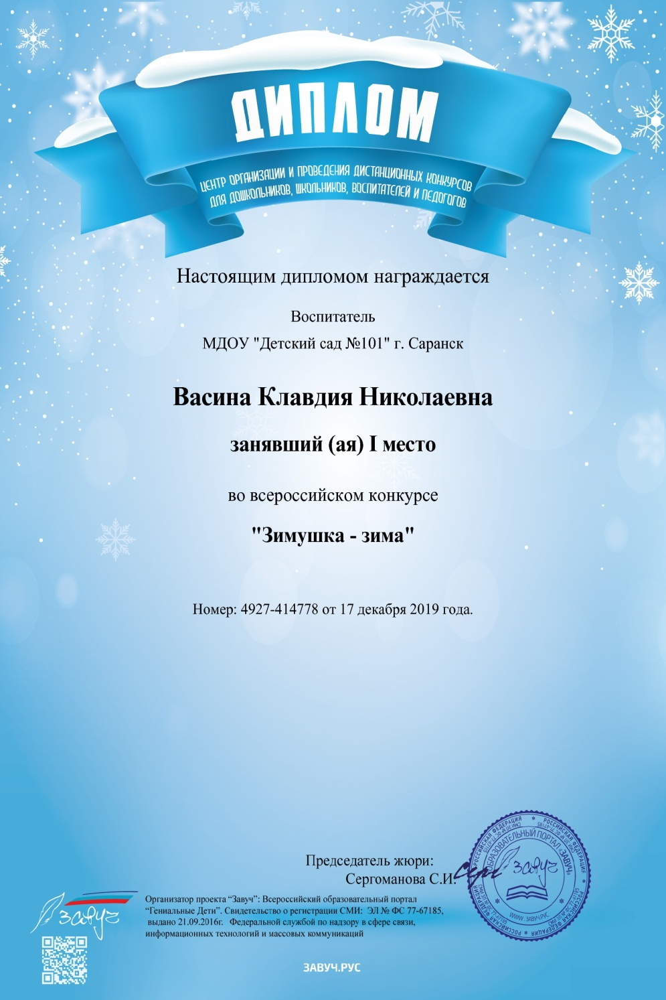 ДИПЛОМ
ЦЕНТР ОРГАНИЗАЦИИ И ПРОВЕДЕНИЯ ДИСТАНЦИОННЫХ КОНКУРСОВ
ДЛЯ ДОШКОЛЬНИКОВ, ШКОЛЬНИКОВ, ВОСПИТАТЕЛЕЙ И ПЕДОГОГОВ
Настоящим дипломом награждается
Воспитатель
МДОУ "Детский сад №101" г. Саранск
Васина Клавдия Николаевна
занявший (ая) I место
во всероссийском конкурсе
"Зимушка - зима"
Номер: 4927-414778 от 17 декабря 2019 года.
Председатель жюри:
Сергоманова С.И.
РОССИЙСКАЯ ФЕДЕРАЦИЯ * РОССИЙСКАЯ ФЕДЕРАЦИЯ *
ОБРАЗОВАТЕЛЬНЫЙ ПОРТАЛ «ЗАВУЧ»
завуч
WWW.ЗАВУЧ.РУС
завуч
Организатор проекта “Завуч”: Всероссийский образовательный портал
“Гениальные Дети”. Свидетельство о регистрации СМИ: ЭЛ № ФС 77-67185,
выдано 21.09.2016г. Федеральной службой по надзору в сфере связи,
информационных технологий и массовых коммуникаций
ЗАВУЧ.РУС